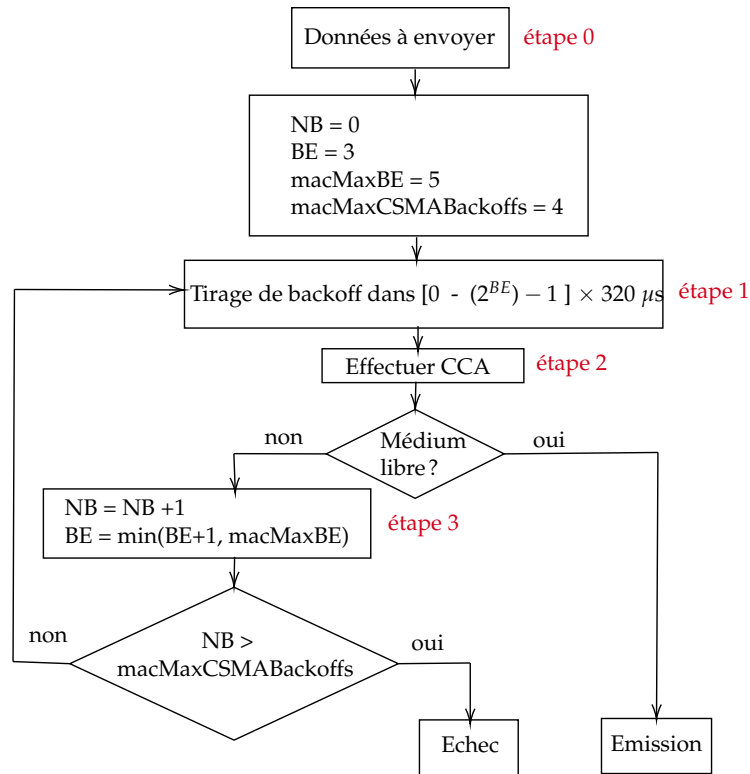 Données à envoyer
étape 0
NB = 0
BE = 3
macMaxBE = 5
macMaxCSMABackoffs = 4
Tirage de backoff dans [0 - (2^{BE}) − 1 ] × 320 µs
étape 1
Effectuer CCA
étape 2
Médium
libre ?
non
oui
NB = NB +1
BE = min(BE+1, macMaxBE)
étape 3
NB >
macMaxCSMABackoffs
non
oui
Echec
Emission